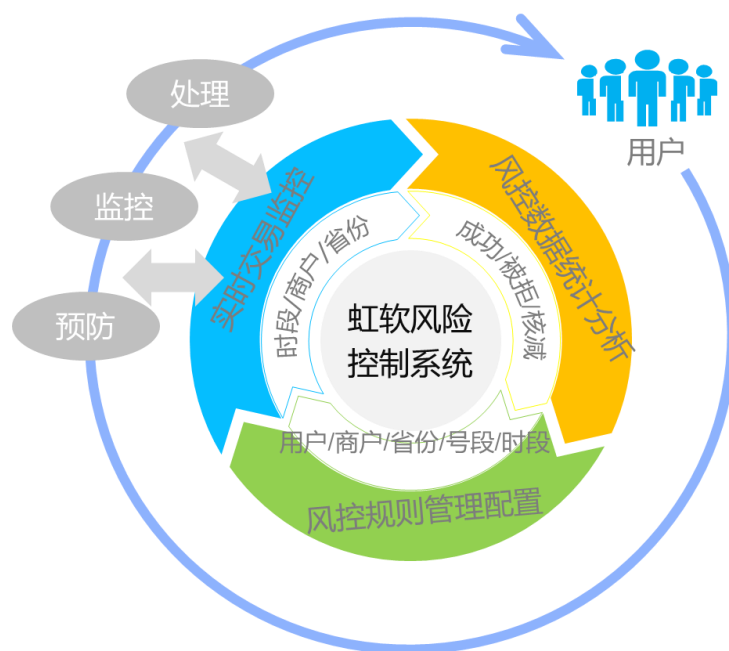 处理
用户
监控
预防
实时交易监控
时段/商户/省份
风控数据统计分析
成功/被拒/核减
虹软风险
控制系统
用户/商户/省份/号段/时段
风控规则管理配置